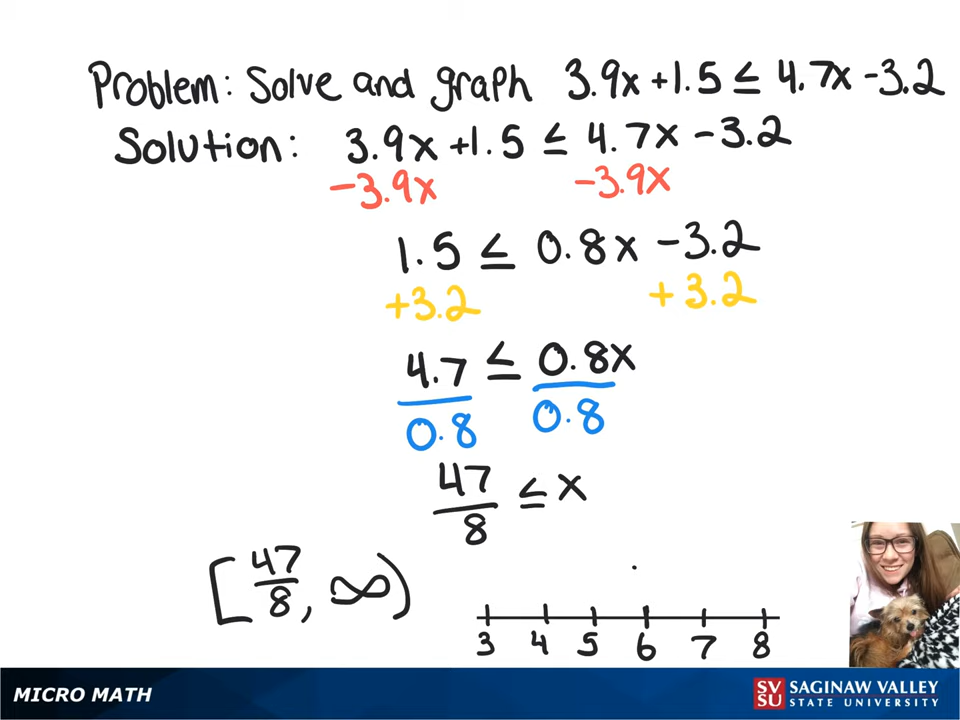 Problem: Solve and graph 3.9x + 1.5 ≤ 4.7x - 3.2
Solution: 3.9x + 1.5 ≤ 4.7x - 3.2
-3.9x -3.9x
1.5 ≤ 0.8x - 3.2
+3.2 +3.2
4.7 ≤ 0.8x
0.8 0.8
47/8 ≤ x
[47/8, ∞)
3 4 5 6 7 8
MICRO MATH
SV
SU
SAGINAW VALLEY
STATE UNIVERSITY